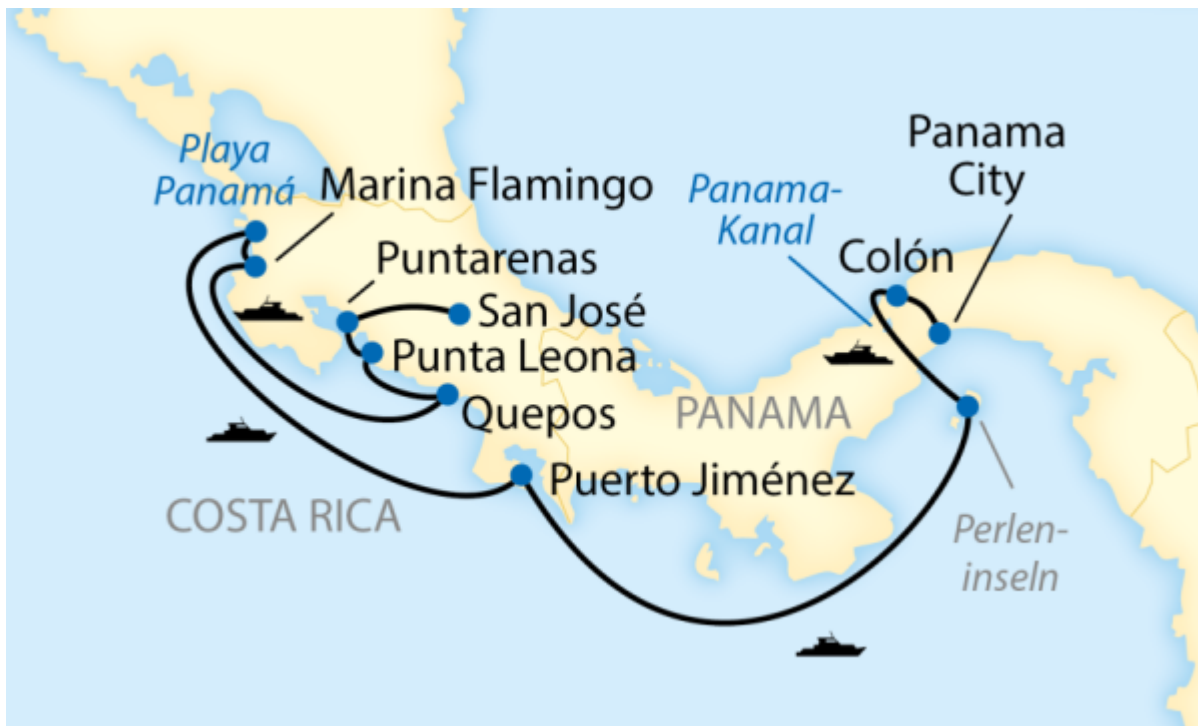 Playa
Panamá
Marina Flamingo
Puntarenas
San José
Punta Leona
Quepos
Puerto Jiménez
COSTA RICA
PANAMA
Panama-
Kanal
Colón
Panama
City
Perlen-
inseln